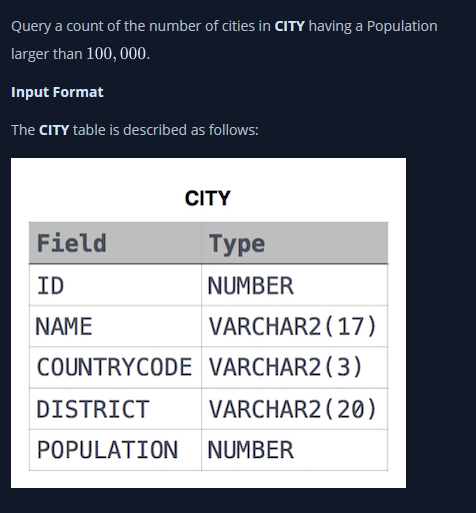 Query a count of the number of cities in CITY having a Population
larger than 100, 000.
Input Format
The CITY table is described as follows:
CITY
Field Type
ID NUMBER
NAME VARCHAR2(17)
COUNTRYCODE VARCHAR2(3)
DISTRICT VARCHAR2(20)
POPULATION NUMBER